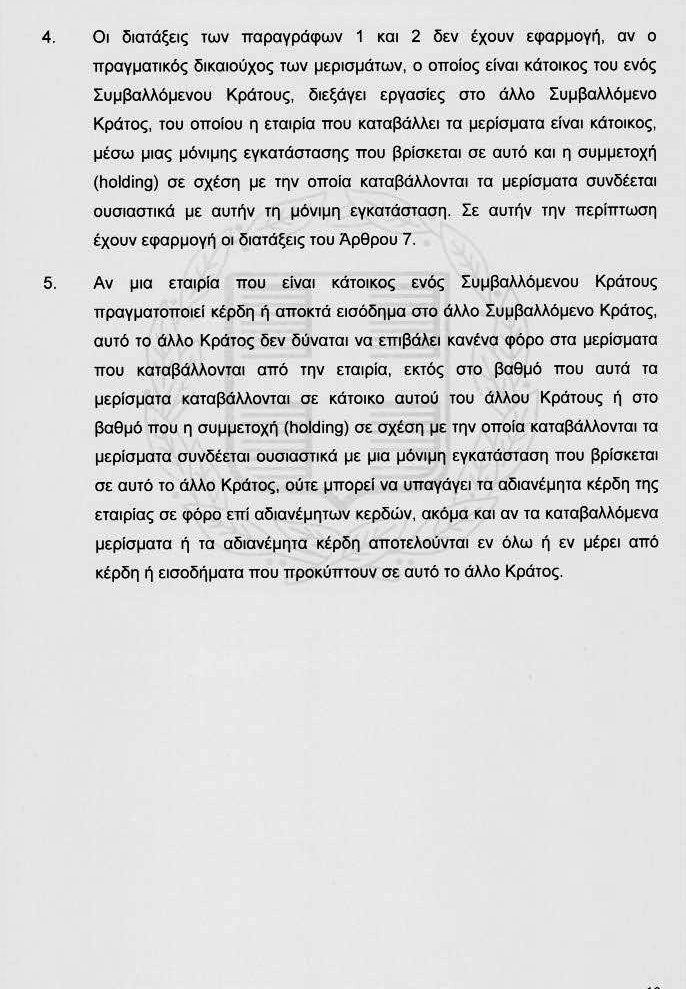 4. Οι διατάξεις των παραγράφων 1 και 2 δεν έχουν εφαρμογή, αν ο
πραγματικός δικαιούχος των μερισμάτων, ο οποίος είναι κάτοικος του ενός
Συμβαλλόμενου Κράτους, διεξάγει εργασίες στο άλλο Συμβαλλόμενο
Κράτος, του οποίου η εταιρία που καταβάλλει τα μερίσματα είναι κάτοικος,
μέσω μιας μόνιμης εγκατάστασης που βρίσκεται σε αυτό και η συμμετοχή
(holding) σε σχέση με την οποία καταβάλλονται τα μερίσματα συνδέεται
ουσιαστικά με αυτήν τη μόνιμη εγκατάσταση. Σε αυτήν την περίπτωση
έχουν εφαρμογή οι διατάξεις του Άρθρου 7.
5. Αν μια εταιρία που είναι κάτοικος ενός Συμβαλλόμενου Κράτους
πραγματοποιεί κέρδη ή αποκτά εισόδημα στο άλλο Συμβαλλόμενο Κράτος,
αυτό το άλλο Κράτος δεν δύναται να επιβάλει κανένα φόρο στα μερίσματα
που καταβάλλονται από την εταιρία, εκτός στο βαθμό που αυτά τα
μερίσματα καταβάλλονται σε κάτοικο αυτού του άλλου Κράτους ή στο
βαθμό που η συμμετοχή (holding) σε σχέση με την οποία καταβάλλονται τα
μερίσματα συνδέεται ουσιαστικά με μια μόνιμη εγκατάσταση που βρίσκεται
σε αυτό το άλλο Κράτος, ούτε μπορεί να υπαγάγει τα αδιανέμητα κέρδη της
εταιρίας σε φόρο επί αδιανέμητων κερδών, ακόμα και αν τα καταβαλλόμενα
μερίσματα ή τα αδιανέμητα κέρδη αποτελούνται εν όλω ή εν μέρει από
κέρδη ή εισοδήματα που προκύπτουν σε αυτό το άλλο Κράτος.